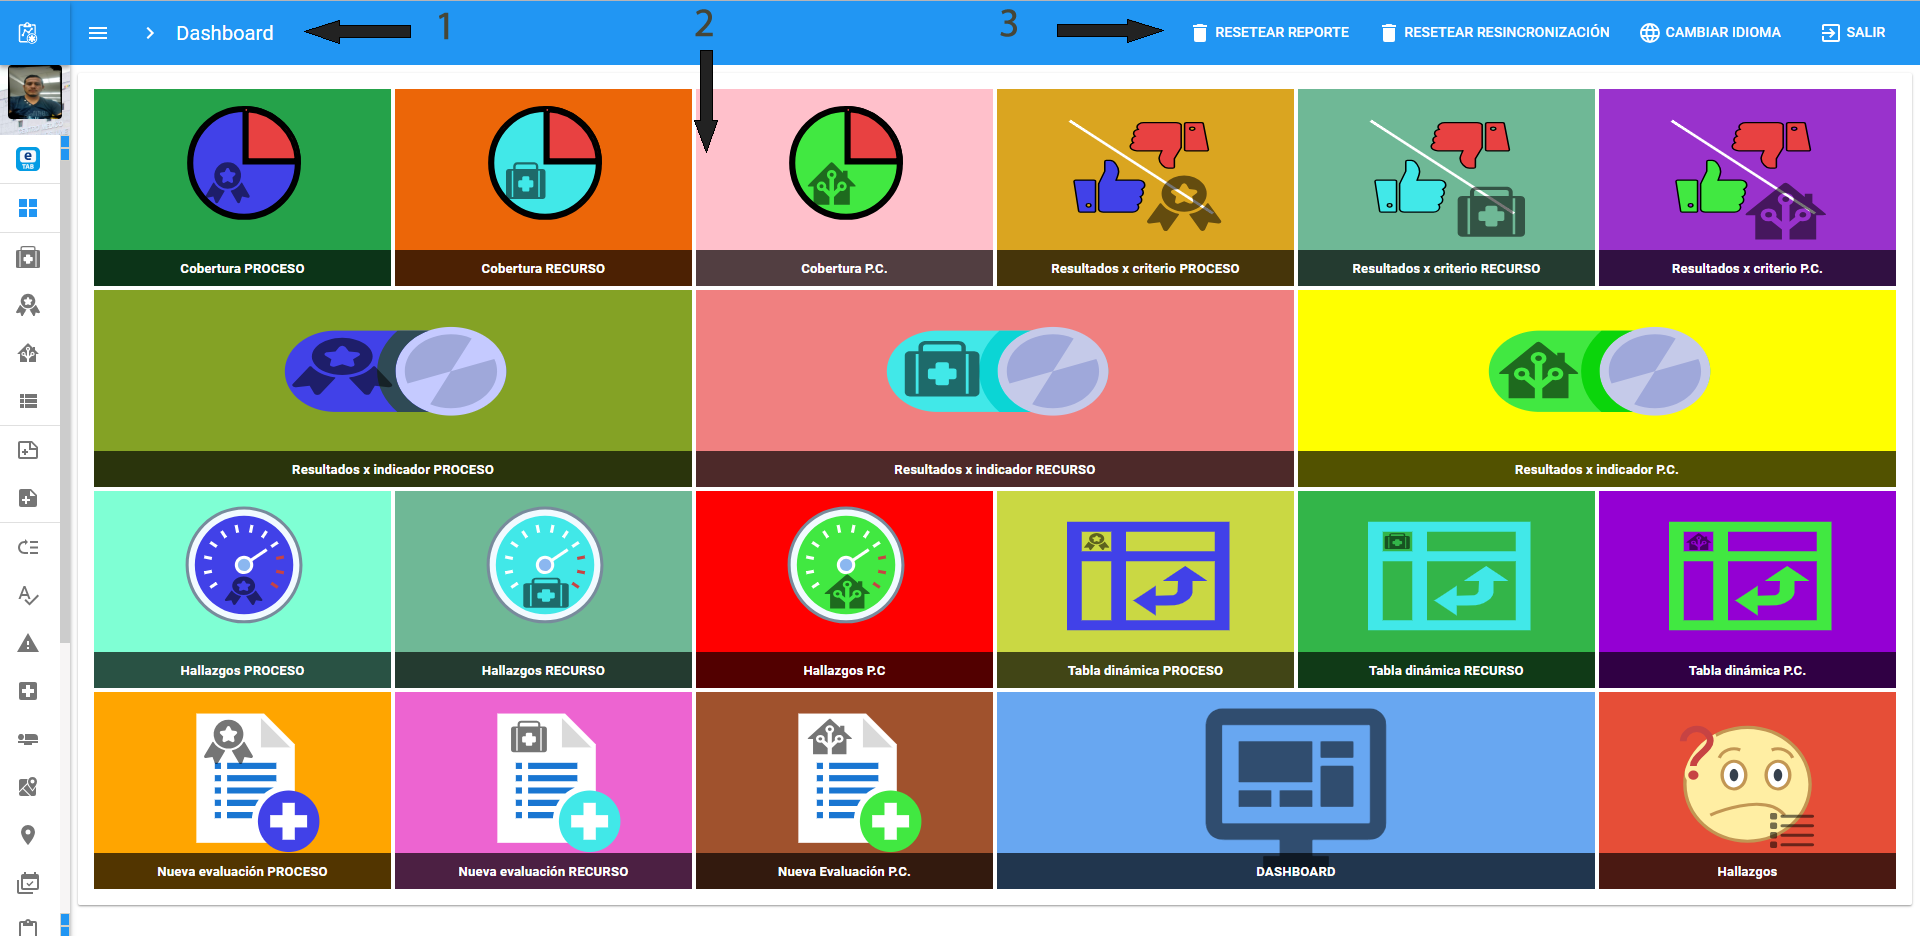 Dashboard
1
2
3
RESETEAR REPORTE
RESETEAR RESINCRONIZACIÓN
CAMBIAR IDIOMA
SALIR
e
TAB
Cobertura PROCESO
Cobertura RECURSO
Cobertura P.C.
Resultados x criterio PROCESO
Resultados x criterio RECURSO
Resultados x criterio P.C.
Resultados x indicador PROCESO
Resultados x indicador RECURSO
Resultados x indicador P.C.
Hallazgos PROCESO
Hallazgos RECURSO
Hallazgos P.C
Tabla dinámica PROCESO
Tabla dinámica RECURSO
Tabla dinámica P.C.
?
Nueva evaluación PROCESO
Nueva evaluación RECURSO
Nueva Evaluación P.C.
DASHBOARD
Hallazgos